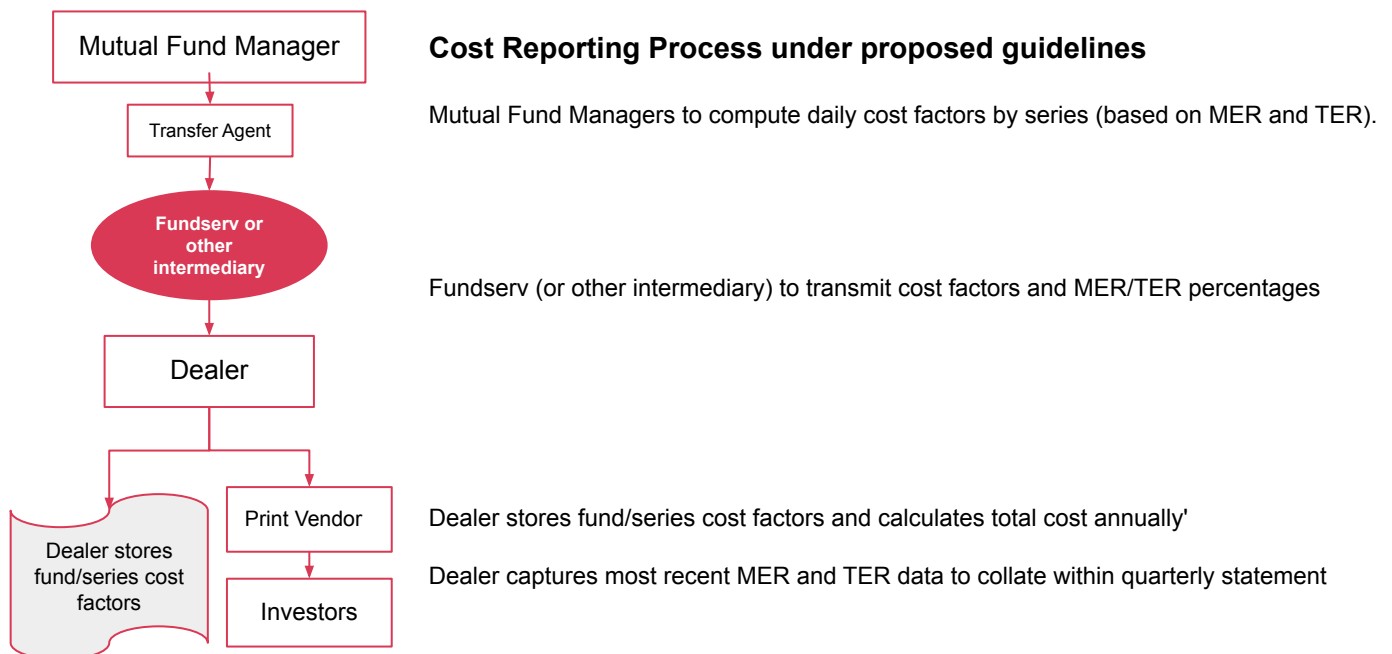 Mutual Fund Manager
Cost Reporting Process under proposed guidelines
Transfer Agent
Mutual Fund Managers to compute daily cost factors by series (based on MER and TER).
Fundserv or
other
intermediary
Fundserv (or other intermediary) to transmit cost factors and MER/TER percentages
Dealer
Dealer stores
fund/series cost
factors
Print Vendor
Investors
Dealer stores fund/series cost factors and calculates total cost annually'
Dealer captures most recent MER and TER data to collate within quarterly statement